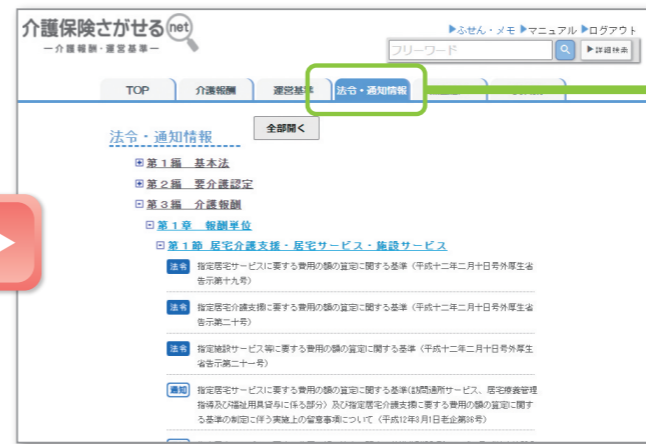 介護保険さがせるnet
ー介護報酬・運営基準ー
▶ふせん・メモ ▶マニュアル ▶ログアウト
フリーワード
▶詳細検索
TOP
介護報酬
運営基準
法令・通知情報
法令・通知情報
全部開く
第1編 基本法
第2編 要介護認定
第3編 介護報酬
第1章 報酬単位
第1節 居宅介護支援・居宅サービス・施設サービス
法令 指定居宅サービスに要する費用の額の算定に関する基準（平成十二年二月十日号外厚生省
告示第十九号）
法令 指定居宅介護支援に要する費用の額の算定に関する基準（平成十二年二月十日号外厚生省
告示第二十号）
法令 指定施設サービス等に要する費用の額の算定に関する基準（平成十二年二月十日号外厚生
省告示第二十一号）
通知 指定居宅サービスに要する費用の額の算定に関する基準(訪問通所サービス、居宅療養管理
指導及び福祉用具貸与に係る部分）及び指定居宅介護支援に要する費用の額の算定に関す
る基準の制定に伴う実施上の留意事項について（平成12年3月1日老企第36号）